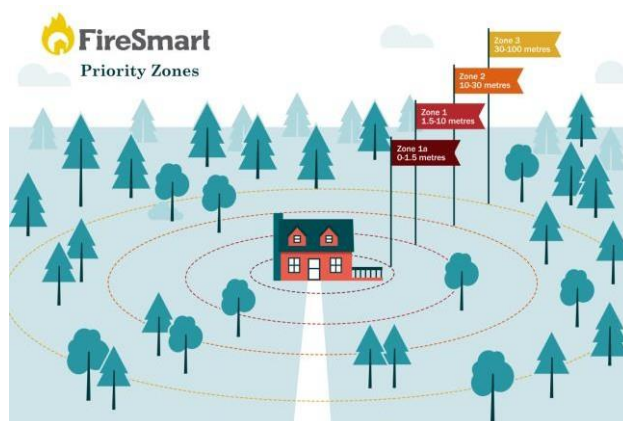 FireSmart
Priority Zones
Zone 3
30-100 metres
Zone 2
10-30 metres
Zone 1
1.5-10 metres
Zone 1a
0-1.5 metres